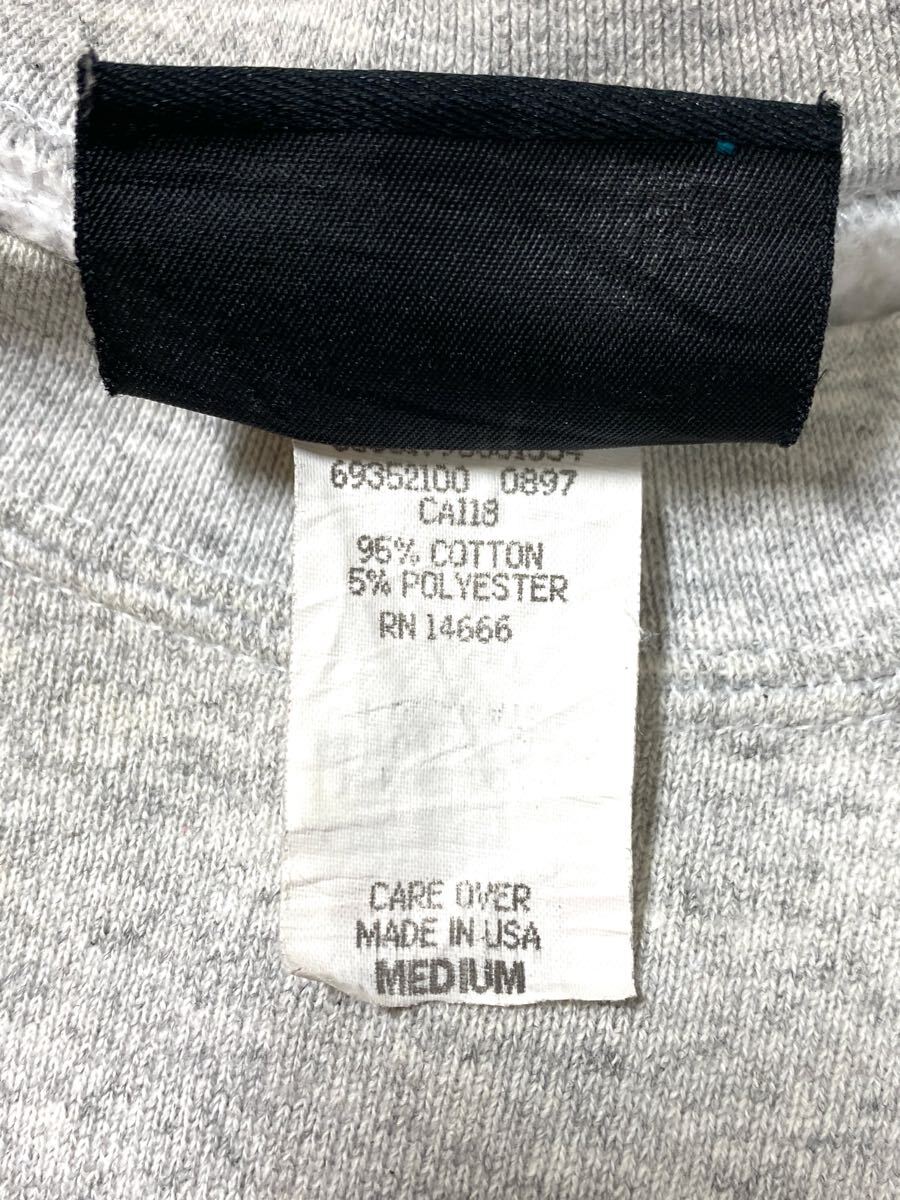 69352100 0897
CA118
95% COTTON
5% POLYESTER
RN 14666
CARE OVER
MADE IN USA
MEDIUM